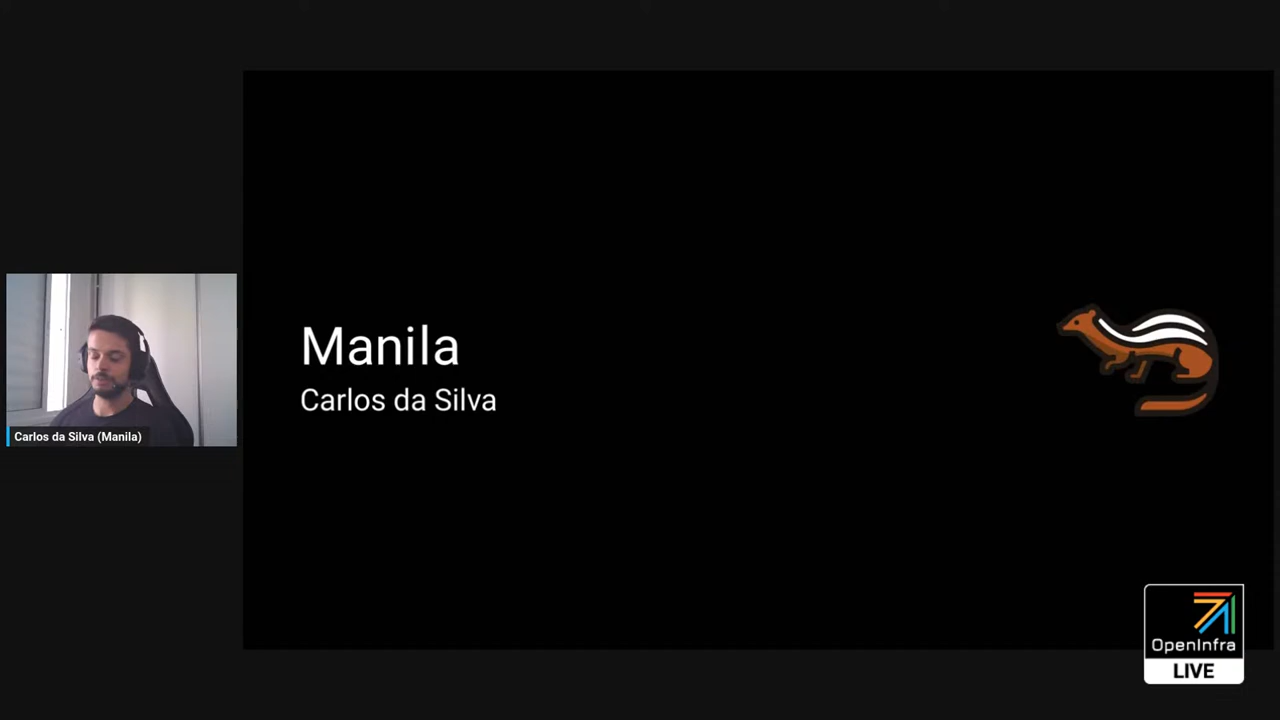 Manila
Carlos da Silva
Carlos da Silva (Manila)
OpenInfra
LIVE